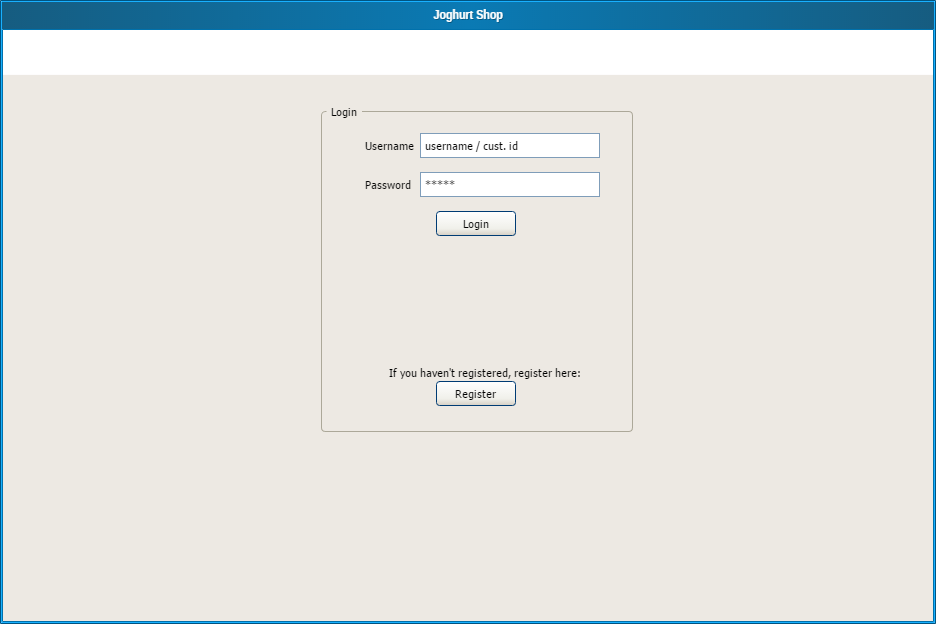 Joghurt Shop
Login
Username username / cust. id
Password *****
Login
If you haven't registered, register here:
Register